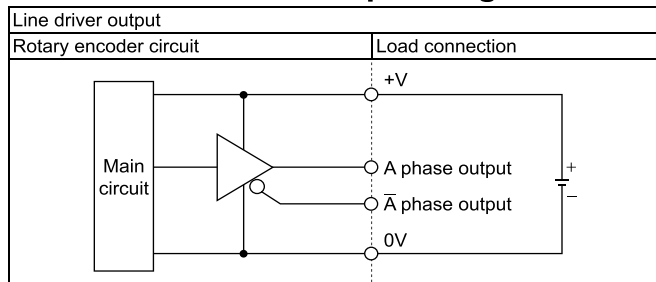 Line driver output
Rotary encoder circuit
Load connection
+V
Main
circuit
A phase output
A̅ phase output
0V
+
−